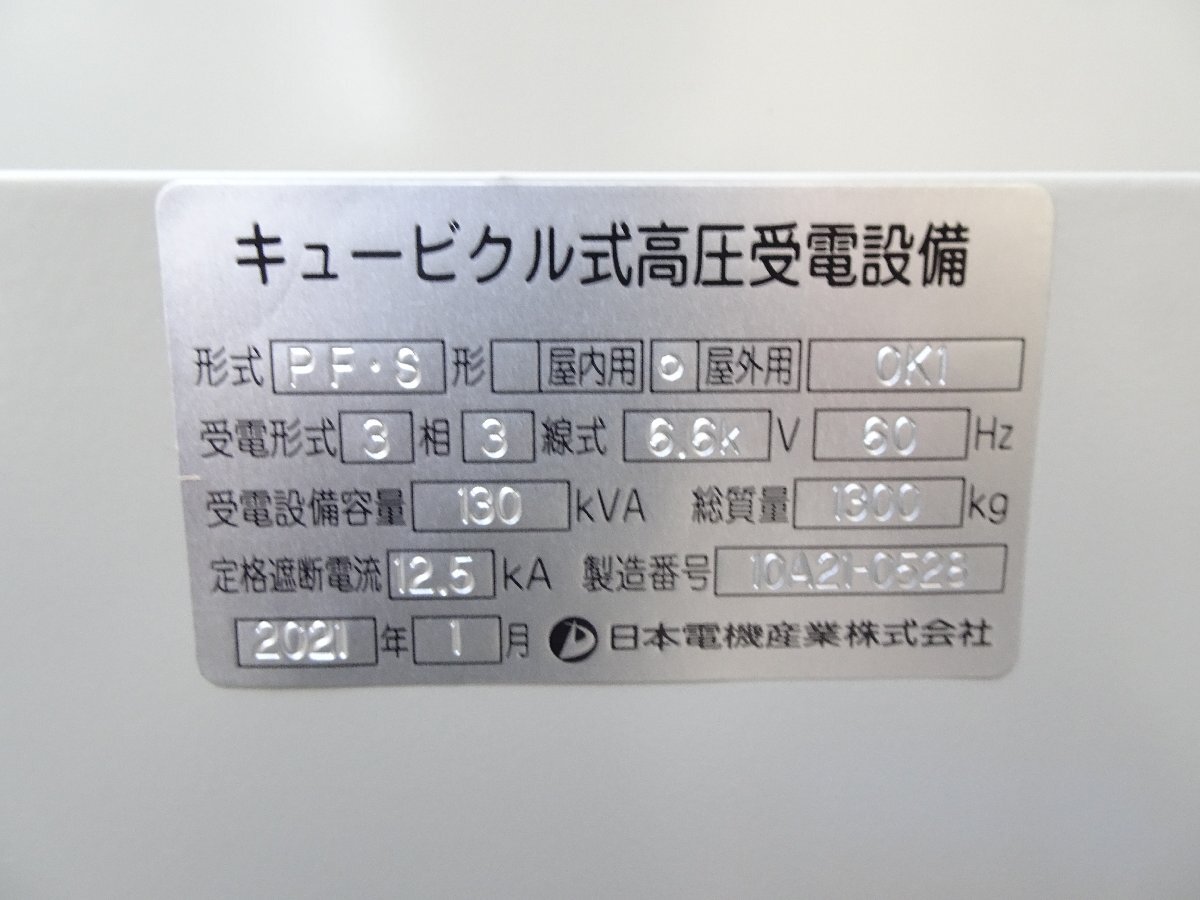 キュービクル式高圧受電設備
形式 PF・S 形 屋内用 ○ 屋外用 OK1
受電形式 3 相 3 線式 6.6k V 60 Hz
受電設備容量 130 kVA 総質量 1300 kg
定格遮断電流 12.5 kA 製造番号 10A21-0528
2021 年 1 月 日本電機産業株式会社